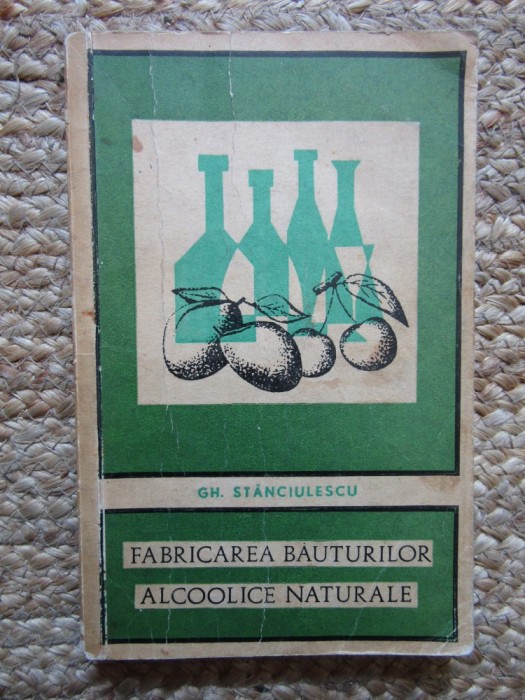 GH. STĂNCIULESCU
FABRICAREA BĂUTURILOR
ALCOOLICE NATURALE